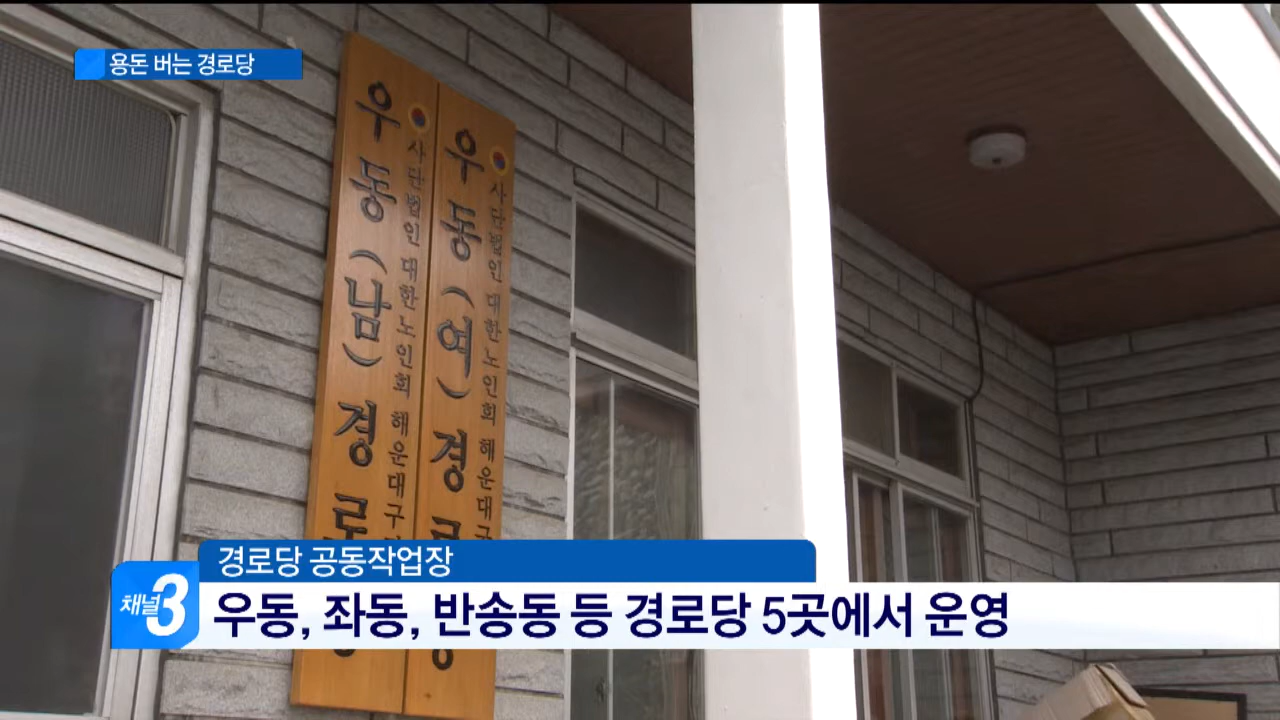 용돈 버는 경로당
우동(남)경로
사단법인 대한노인회 해운대구
우동(여)경로당
사단법인 대한노인회 해운대구
경로당 공동작업장
채널3
우동, 좌동, 반송동 등 경로당 5곳에서 운영